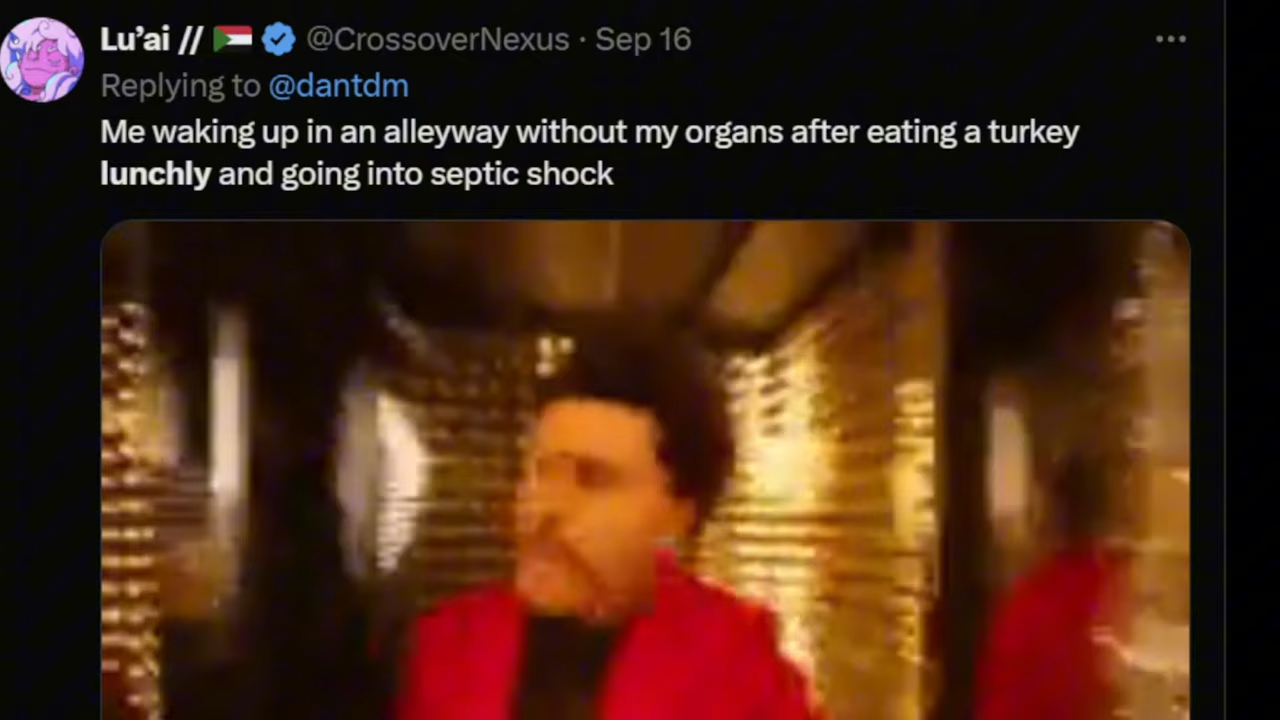 Lu’ai // 🇸🇩 @CrossoverNexus · Sep 16
Replying to @dantdm
Me waking up in an alleyway without my organs after eating a turkey
lunchly and going into septic shock